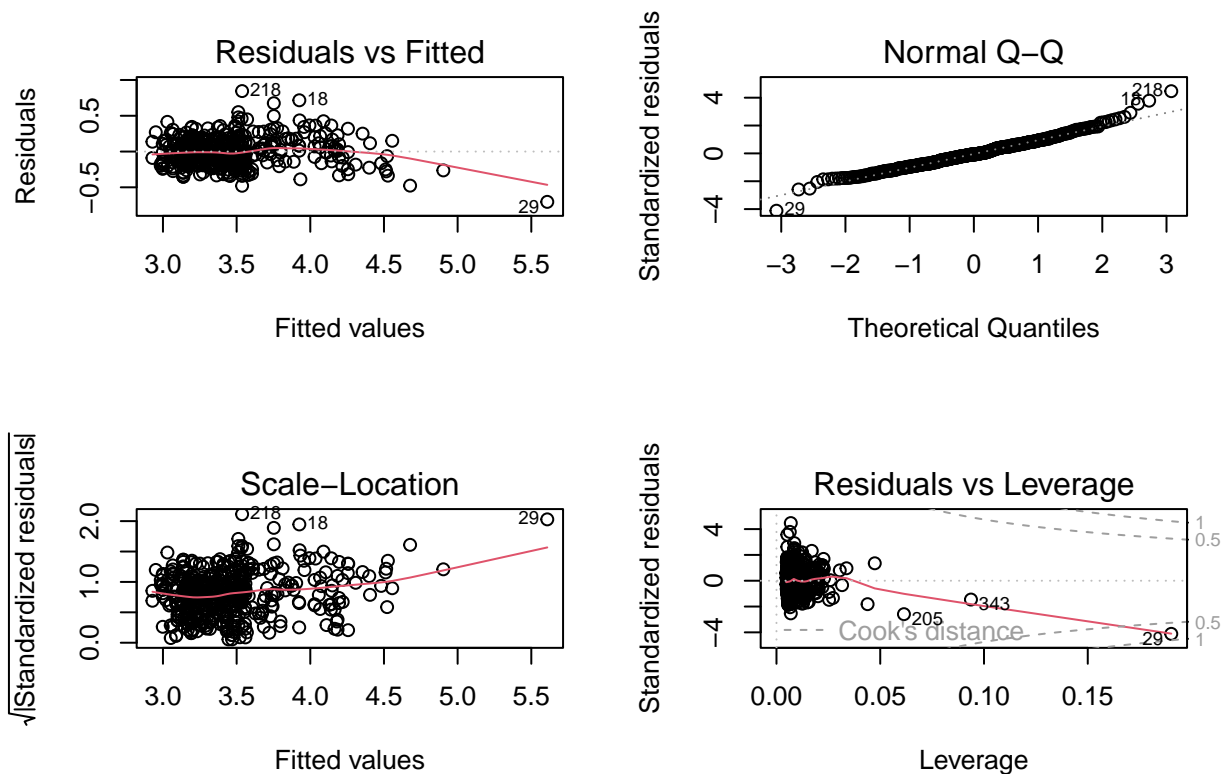 Residuals vs Fitted
Residuals
0.5
−0.5
218
18
29
3.0 3.5 4.0 4.5 5.0 5.5
Fitted values
Normal Q−Q
Standardized residuals
4
0
−4
218
18
29
−3 −2 −1 0 1 2 3
Theoretical Quantiles
Scale−Location
√|Standardized residuals|
2.0
1.0
0.0
218
18
29
3.0 3.5 4.0 4.5 5.0 5.5
Fitted values
Residuals vs Leverage
Standardized residuals
4
0
−4
1
0.5
0.5
1
343
205
29
Cook's distance
0.00 0.05 0.10 0.15
Leverage